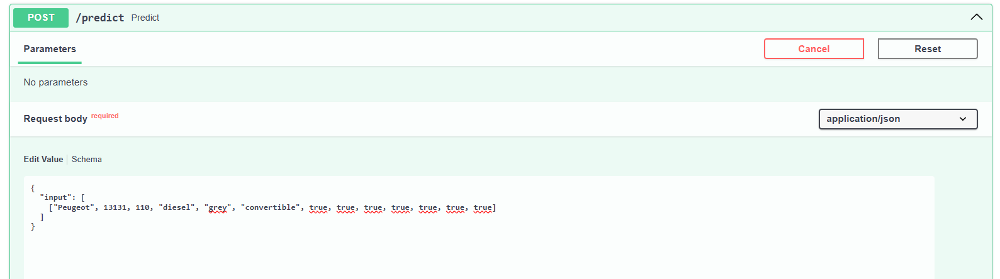 POST /predict Predict
Parameters Cancel Reset
No parameters
Request body required application/json
Edit Value Schema
{
"input": [
["Peugeot", 13131, 110, "diesel", "grey", "convertible", true, true, true, true, true, true, true]
]
}